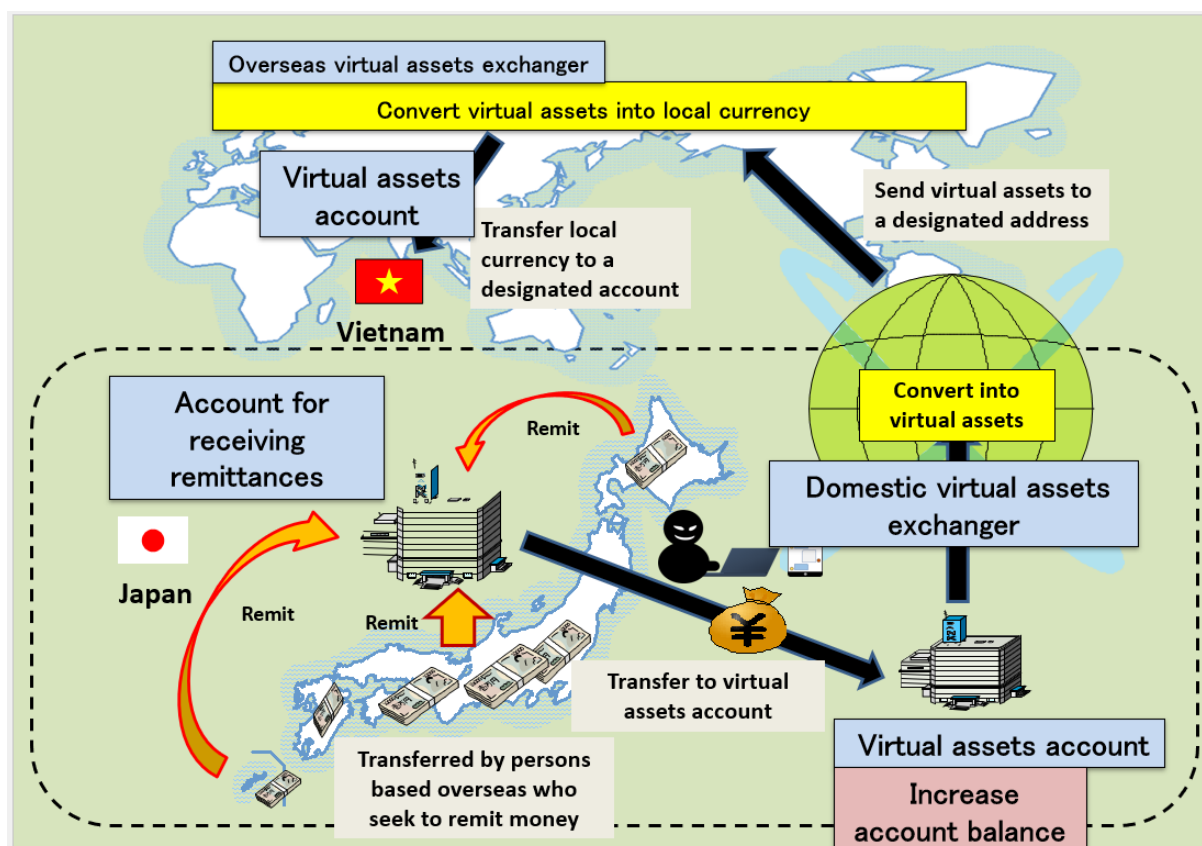 Overseas virtual assets exchanger
Convert virtual assets into local currency
Virtual assets
account
Send virtual assets to
a designated address
Transfer local
currency to a
designated account
Vietnam
Account for
receiving
remittances
Remit
Convert into
virtual assets
Domestic virtual assets
exchanger
Japan
Remit
Remit
¥
Transfer to virtual
assets account
Transferred by persons
based overseas who
seek to remit money
Virtual assets account
Increase
account balance